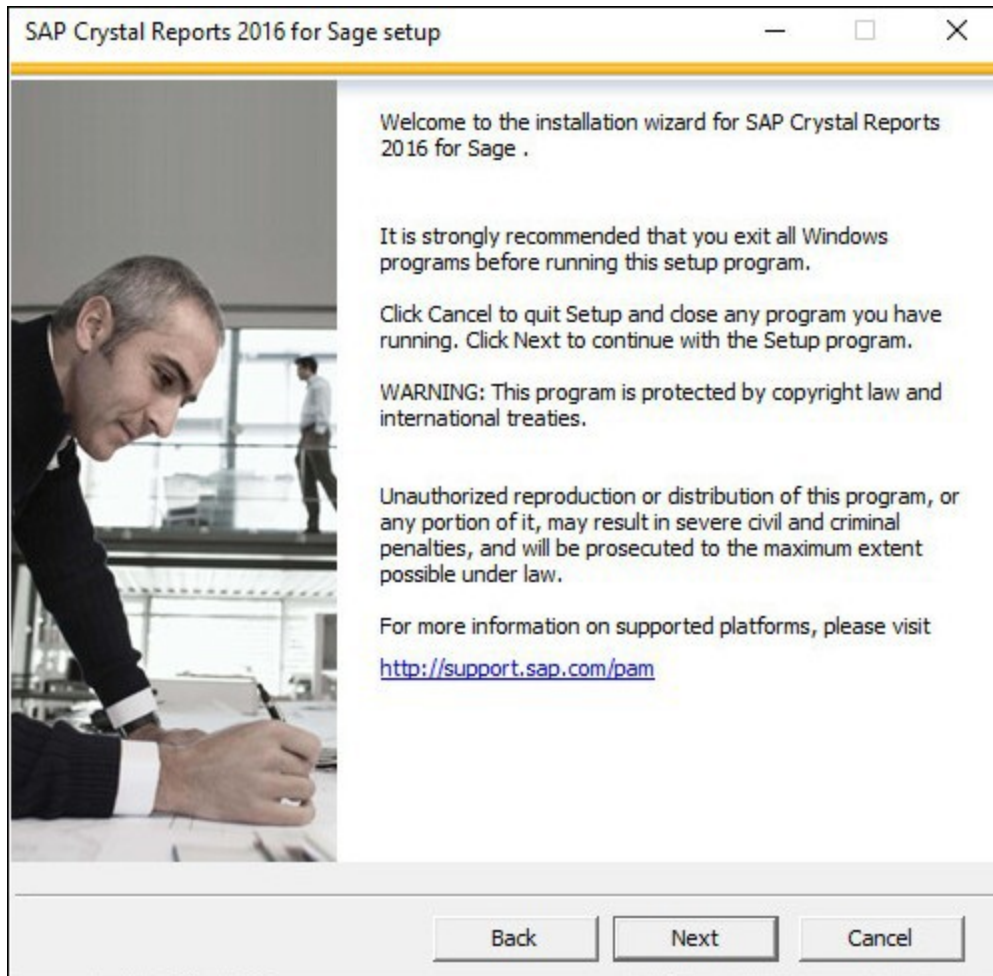 SAP Crystal Reports 2016 for Sage setup
Welcome to the installation wizard for SAP Crystal Reports
2016 for Sage .
It is strongly recommended that you exit all Windows
programs before running this setup program.
Click Cancel to quit Setup and close any program you have
running. Click Next to continue with the Setup program.
WARNING: This program is protected by copyright law and
international treaties.
Unauthorized reproduction or distribution of this program, or
any portion of it, may result in severe civil and criminal
penalties, and will be prosecuted to the maximum extent
possible under law.
For more information on supported platforms, please visit
http://support.sap.com/pam
Back Next Cancel